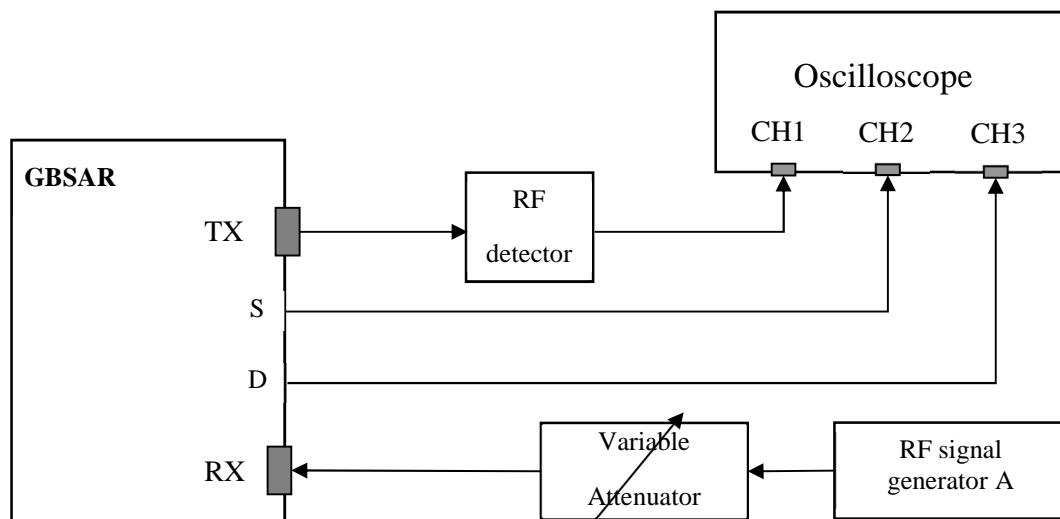 Oscilloscope
CH1 CH2 CH3
GBSAR
TX
RF
detector
S
D
RX
Variable
Attenuator
RF signal
generator A